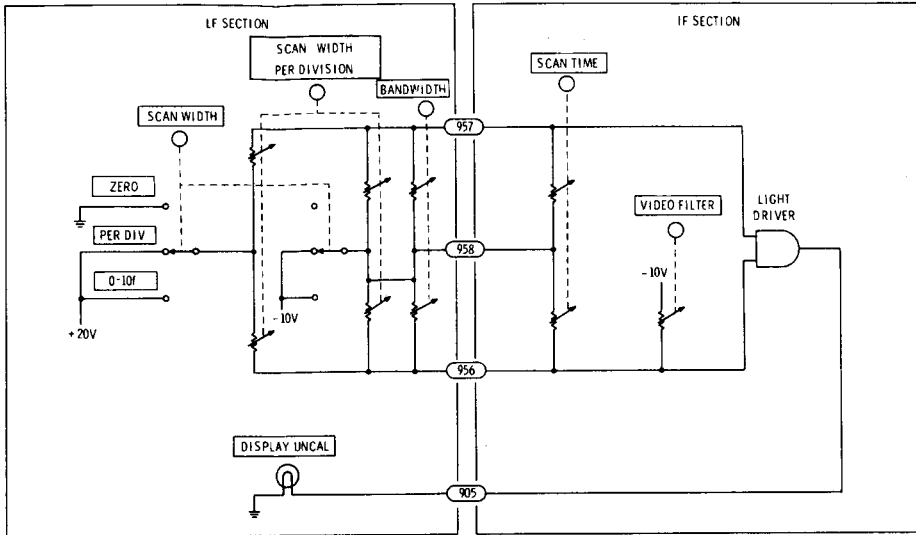 LF SECTION
IF SECTION
SCAN WIDTH
PER DIVISION
SCAN TIME
BANDWIDTH
SCAN WIDTH
957
ZERO
VIDEO FILTER
LIGHT
DRIVER
PER DIV
958
-10V
0-10f
-10V
+20V
956
DISPLAY UNCAL
905